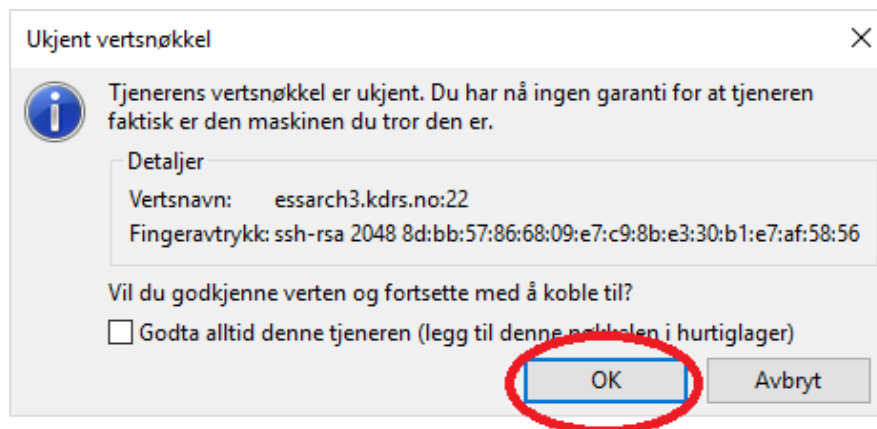 Ukjent vertsnøkkel
Tjenerens vertsnøkkel er ukjent. Du har nå ingen garanti for at tjeneren
faktisk er den maskinen du tror den er.
Detaljer
Vertsnavn: essarch3.kdrs.no:22
Fingeravtrykk: ssh-rsa 2048 8d:bb:57:86:68:09:e7:c9:8b:e3:30:b1:e7:af:58:56
Vil du godkjenne verten og fortsette med å koble til?
Godta alltid denne tjeneren (legg til denne nøkkelen i hurtiglager)
OK Avbryt